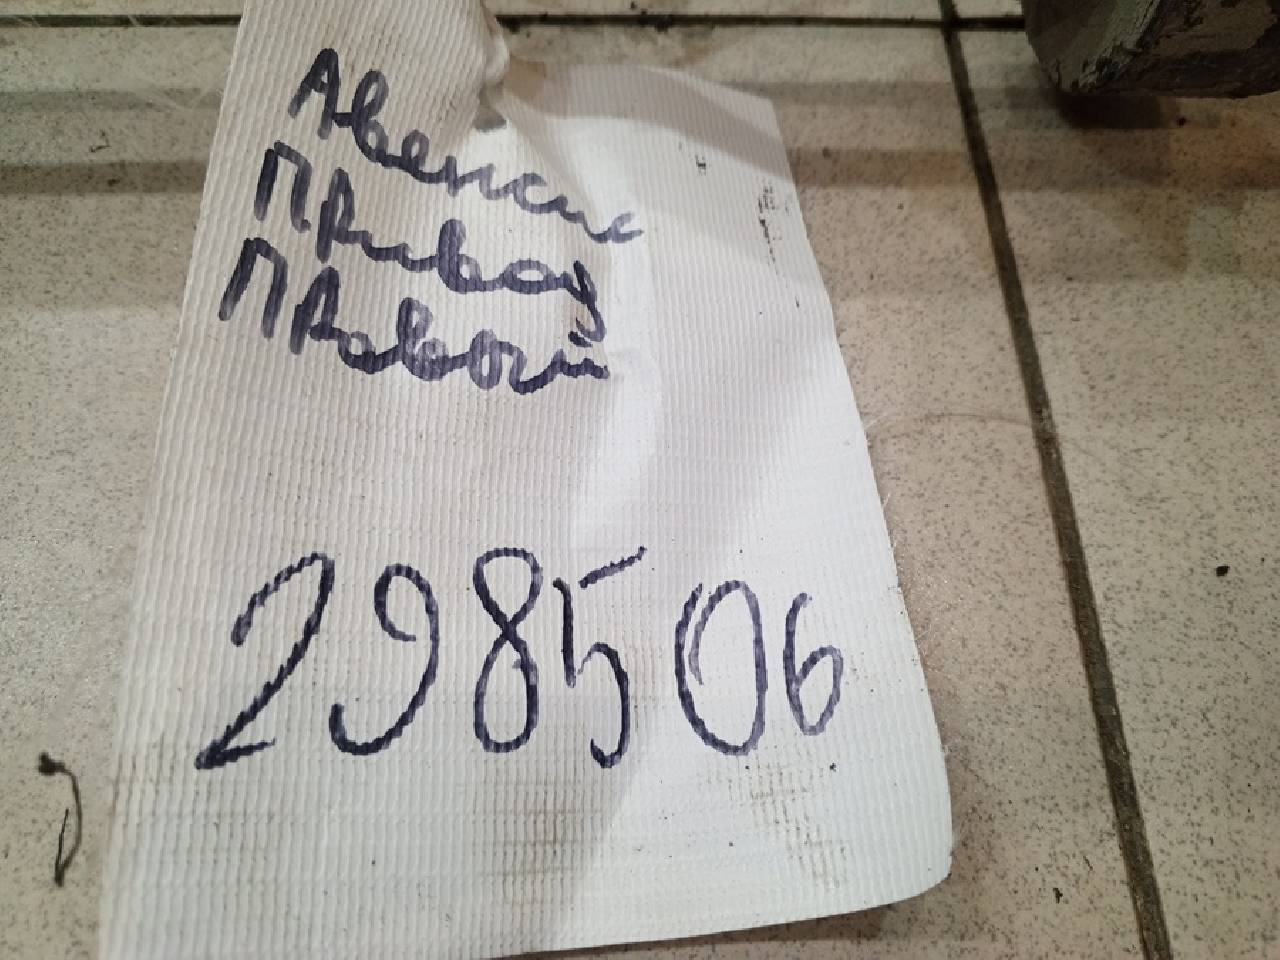 Авенсис
Привод
Правый
298506